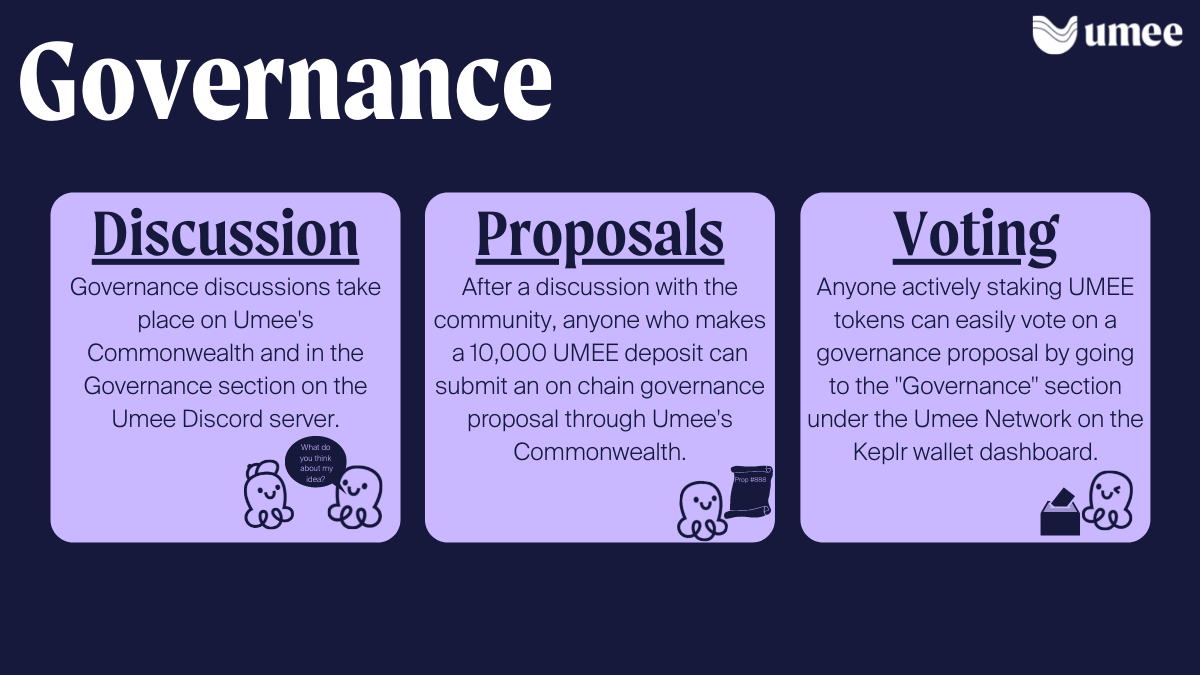 umee
Governance
Discussion
Governance discussions take
place on Umee's
Commonwealth and in the
Governance section on the
Umee Discord server.
What do
you think
about my
idea?
Proposals
After a discussion with the
community, anyone who makes
a 10,000 UMEE deposit can
submit an on chain governance
proposal through Umee's
Commonwealth.
Prop #888
Voting
Anyone actively staking UMEE
tokens can easily vote on a
governance proposal by going
to the "Governance" section
under the Umee Network on the
Keplr wallet dashboard.